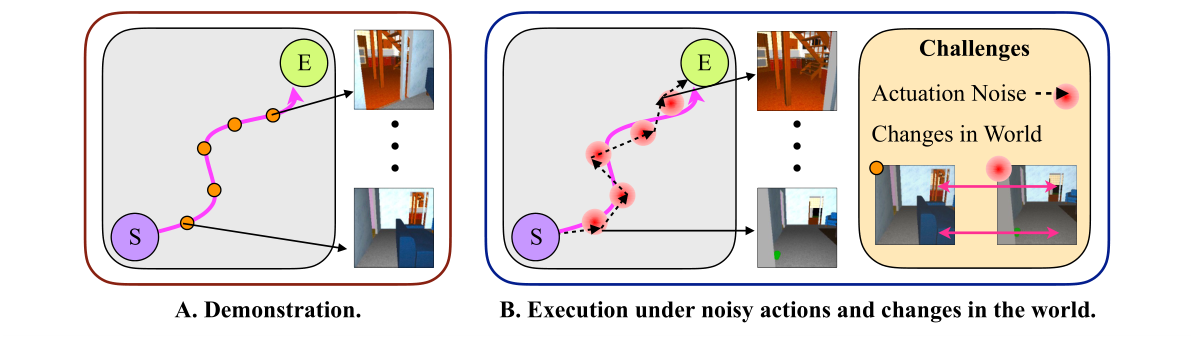 E
S
A. Demonstration.
E
S
Challenges
Actuation Noise
Changes in World
B. Execution under noisy actions and changes in the world.